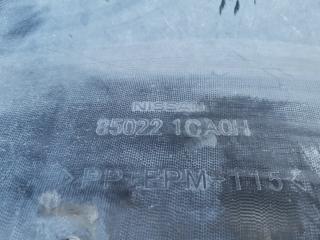 NISSAN
85022 1CA0H
>PP+EPM-T15<